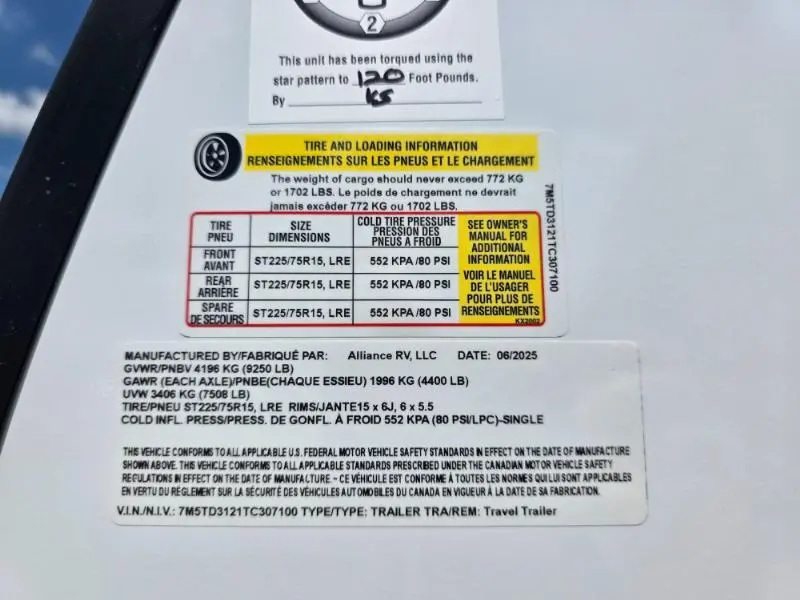 2
This unit has been torqued using the
star pattern to 120 Foot Pounds.
By KS
TIRE AND LOADING INFORMATION
RENSEIGNEMENTS SUR LES PNEUS ET LE CHARGEMENT
The weight of cargo should never exceed 772 KG
or 1702 LBS. Le poids de chargement ne devrait
jamais excéder 772 KG ou 1702 LBS.
TIRE
PNEU
SIZE
DIMENSIONS
COLD TIRE PRESSURE
PRESSION DES
PNEUS A FROID
SEE OWNER'S
MANUAL FOR
ADDITIONAL
INFORMATION
VOIR LE MANUEL
DE L'USAGER
POUR PLUS DE
RENSEIGNEMENTS
FRONT
AVANT
ST225/75R15, LRE
552 KPA /80 PSI
REAR
ARRIÈRE
ST225/75R15, LRE
552 KPA /80 PSI
SPARE
DE SECOURS
ST225/75R15, LRE
552 KPA /80 PSI
KX2002
7M5TD3121TC307100
MANUFACTURED BY/FABRIQUÉ PAR: Alliance RV, LLC DATE: 06/2025
GVWR/PNBV 4196 KG (9250 LB)
GAWR (EACH AXLE)/PNBE(CHAQUE ESSIEU) 1996 KG (4400 LB)
UVW 3406 KG (7508 LB)
TIRE/PNEU ST225/75R15, LRE RIMS/JANTE15 x 6J, 6 x 5.5
COLD INFL. PRESS/PRESS. DE GONFL. À FROID 552 KPA (80 PSI/LPC)-SINGLE
THIS VEHICLE CONFORMS TO ALL APPLICABLE U.S. FEDERAL MOTOR VEHICLE SAFETY STANDARDS IN EFFECT ON THE DATE OF MANUFACTURE
SHOWN ABOVE. THIS VEHICLE CONFORMS TO ALL APPLICABLE STANDARDS PRESCRIBED UNDER THE CANADIAN MOTOR VEHICLE SAFETY
REGULATIONS IN EFFECT ON THE DATE OF MANUFACTURE. - CE VÉHICULE EST CONFORME À TOUTES LES NORMES QUI LUI SONT APPLICABLES
EN VERTU DU RÈGLEMENT SUR LA SÉCURITÉ DES VÉHICULES AUTOMOBILES DU CANADA EN VIGUEUR À LA DATE DE SA FABRICATION.
V.I.N./N.I.V.: 7M5TD3121TC307100 TYPE/TYPE: TRAILER TRA/REM: Travel Trailer